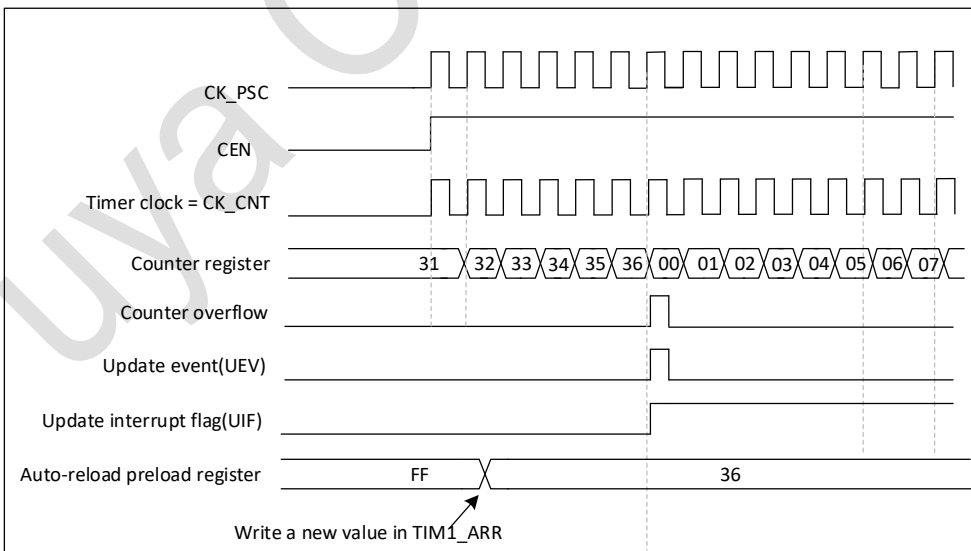 uya
CK_PSC
CEN
Timer clock = CK_CNT
Counter register 31 32 33 34 35 36 00 01 02 03 04 05 06 07
Counter overflow
Update event(UEV)
Update interrupt flag(UIF)
Auto-reload preload register FF 36
Write a new value in TIM1_ARR